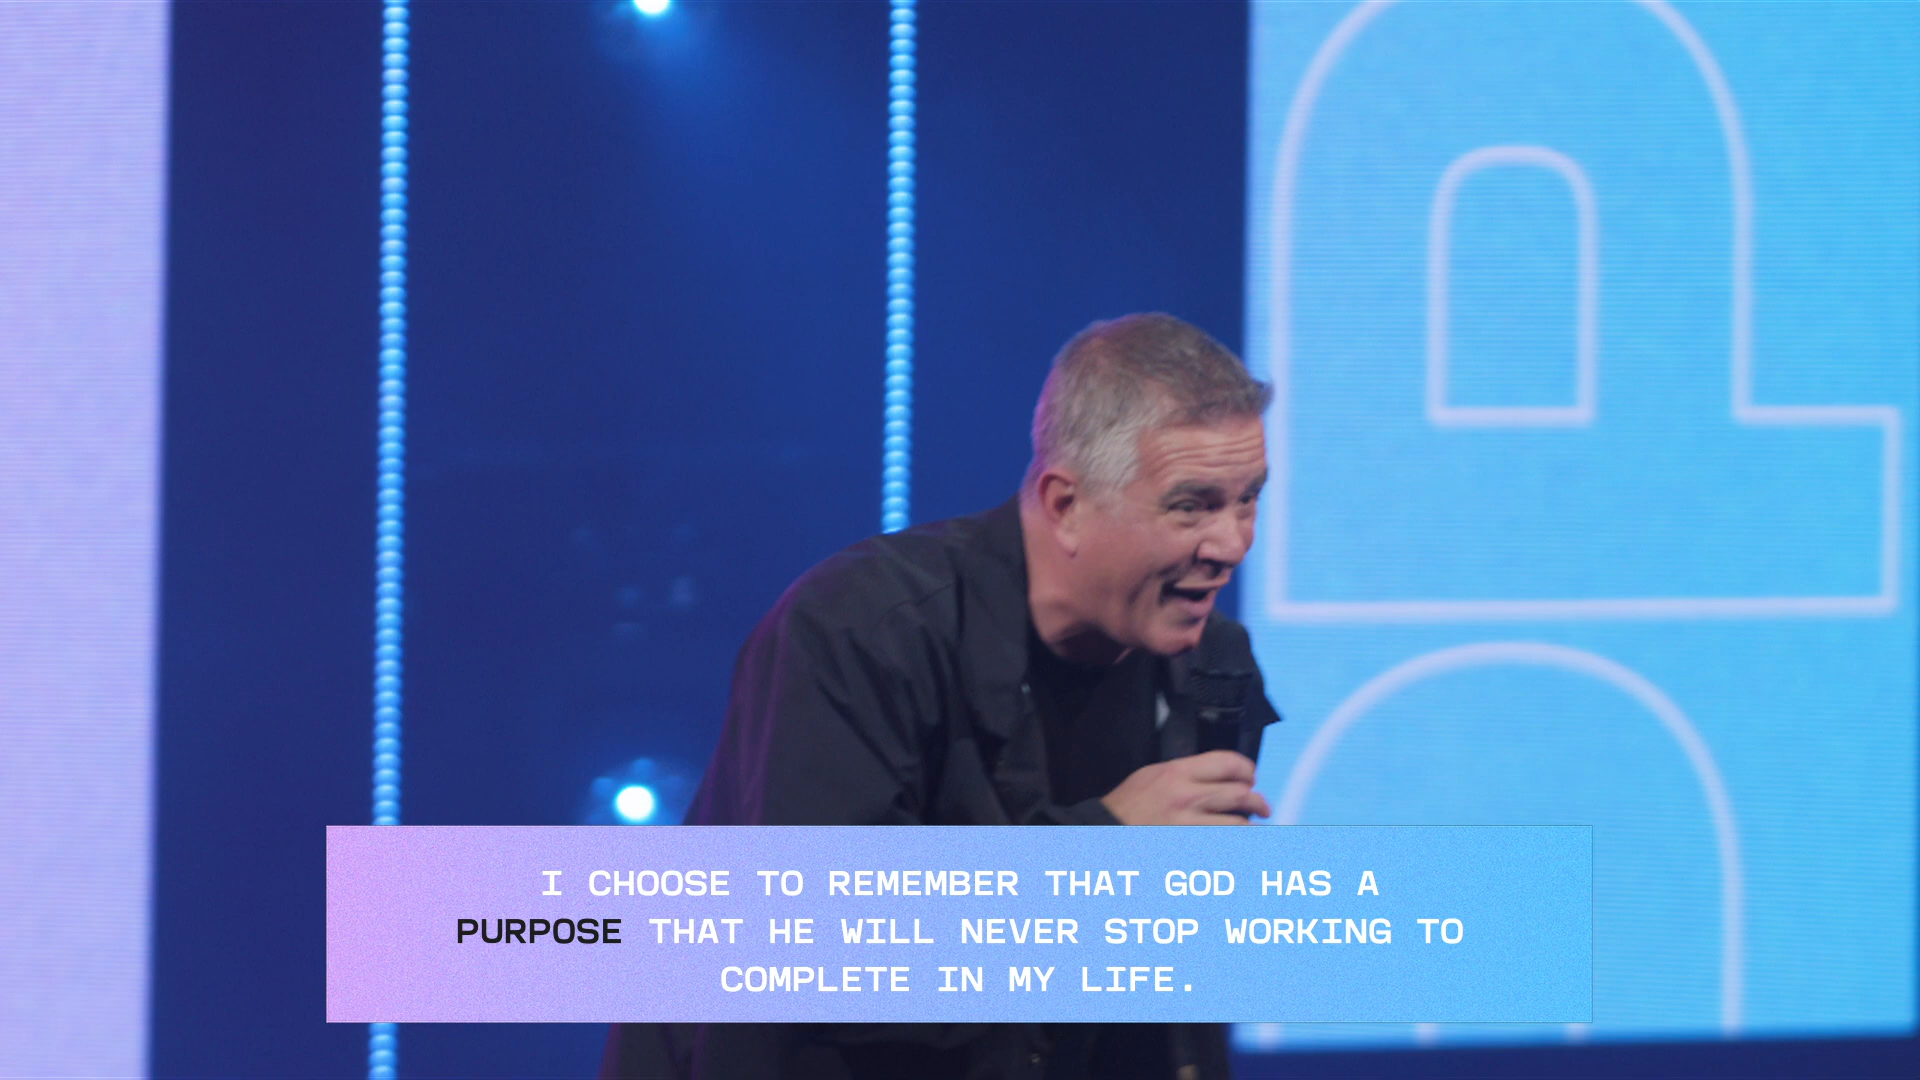 I CHOOSE TO REMEMBER THAT GOD HAS A
PURPOSE THAT HE WILL NEVER STOP WORKING TO
COMPLETE IN MY LIFE.